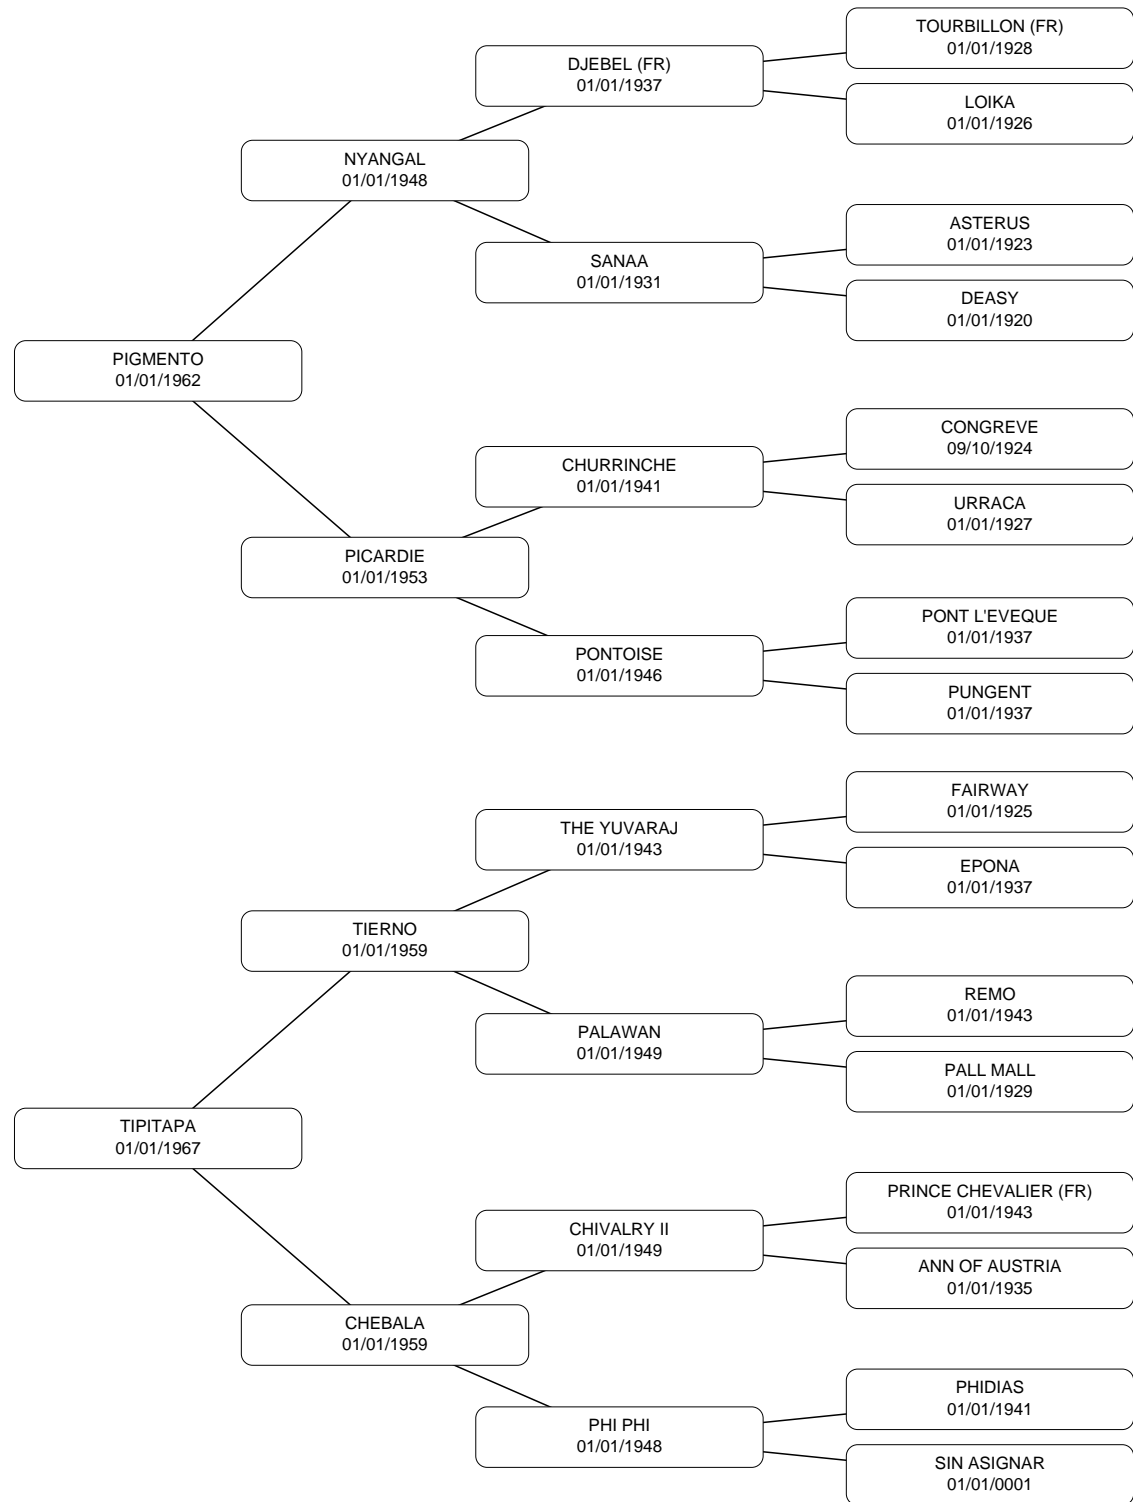 TOURBILLON (FR)
01/01/1928
DJEBEL (FR)
01/01/1937
LOIKA
01/01/1926
NYANGAL
01/01/1948
ASTERUS
01/01/1923
SANAA
01/01/1931
DEASY
01/01/1920
PIGMENTO
01/01/1962
CONGREVE
09/10/1924
CHURRINCHE
01/01/1941
URRACA
01/01/1927
PICARDIE
01/01/1953
PONT L'EVEQUE
01/01/1937
PONTOISE
01/01/1946
PUNGENT
01/01/1937
FAIRWAY
01/01/1925
THE YUVARAJ
01/01/1943
EPONA
01/01/1937
TIERNO
01/01/1959
REMO
01/01/1943
PALAWAN
01/01/1949
PALL MALL
01/01/1929
TIPITAPA
01/01/1967
PRINCE CHEVALIER (FR)
01/01/1943
CHIVALRY II
01/01/1949
ANN OF AUSTRIA
01/01/1935
CHEBALA
01/01/1959
PHIDIAS
01/01/1941
PHI PHI
01/01/1948
SIN ASIGNAR
01/01/0001